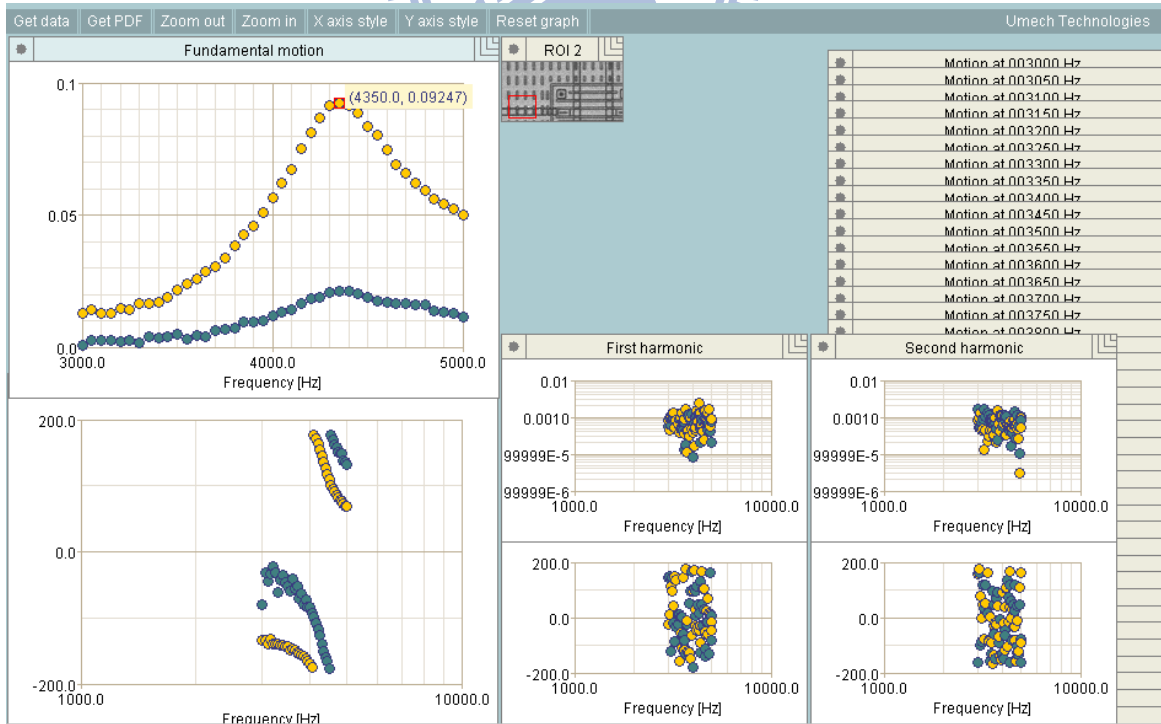 Get data Get PDF Zoom out Zoom in X axis style Y axis style Reset graph Umech Technologies
Fundamental motion
0.1
(4350.0, 0.09247)
0.05
0.0
3000.0 4000.0 5000.0
Frequency [Hz]
200.0
0.0
-200.0
1000.0 10000.0
Frequency [Hz]
ROI 2
Motion at 003000 Hz
Motion at 003050 Hz
Motion at 003100 Hz
Motion at 003150 Hz
Motion at 003200 Hz
Motion at 003250 Hz
Motion at 003300 Hz
Motion at 003350 Hz
Motion at 003400 Hz
Motion at 003450 Hz
Motion at 003500 Hz
Motion at 003550 Hz
Motion at 003600 Hz
Motion at 003650 Hz
Motion at 003700 Hz
Motion at 003750 Hz
Motion at 003800 Hz
First harmonic
0.01
0.0010
99999E-5
99999E-6
1000.0 10000.0
Frequency [Hz]
200.0
0.0
-200.0
1000.0 10000.0
Frequency [Hz]
Second harmonic
0.01
0.0010
99999E-5
99999E-6
1000.0 10000.0
Frequency [Hz]
200.0
0.0
-200.0
1000.0 10000.0
Frequency [Hz]